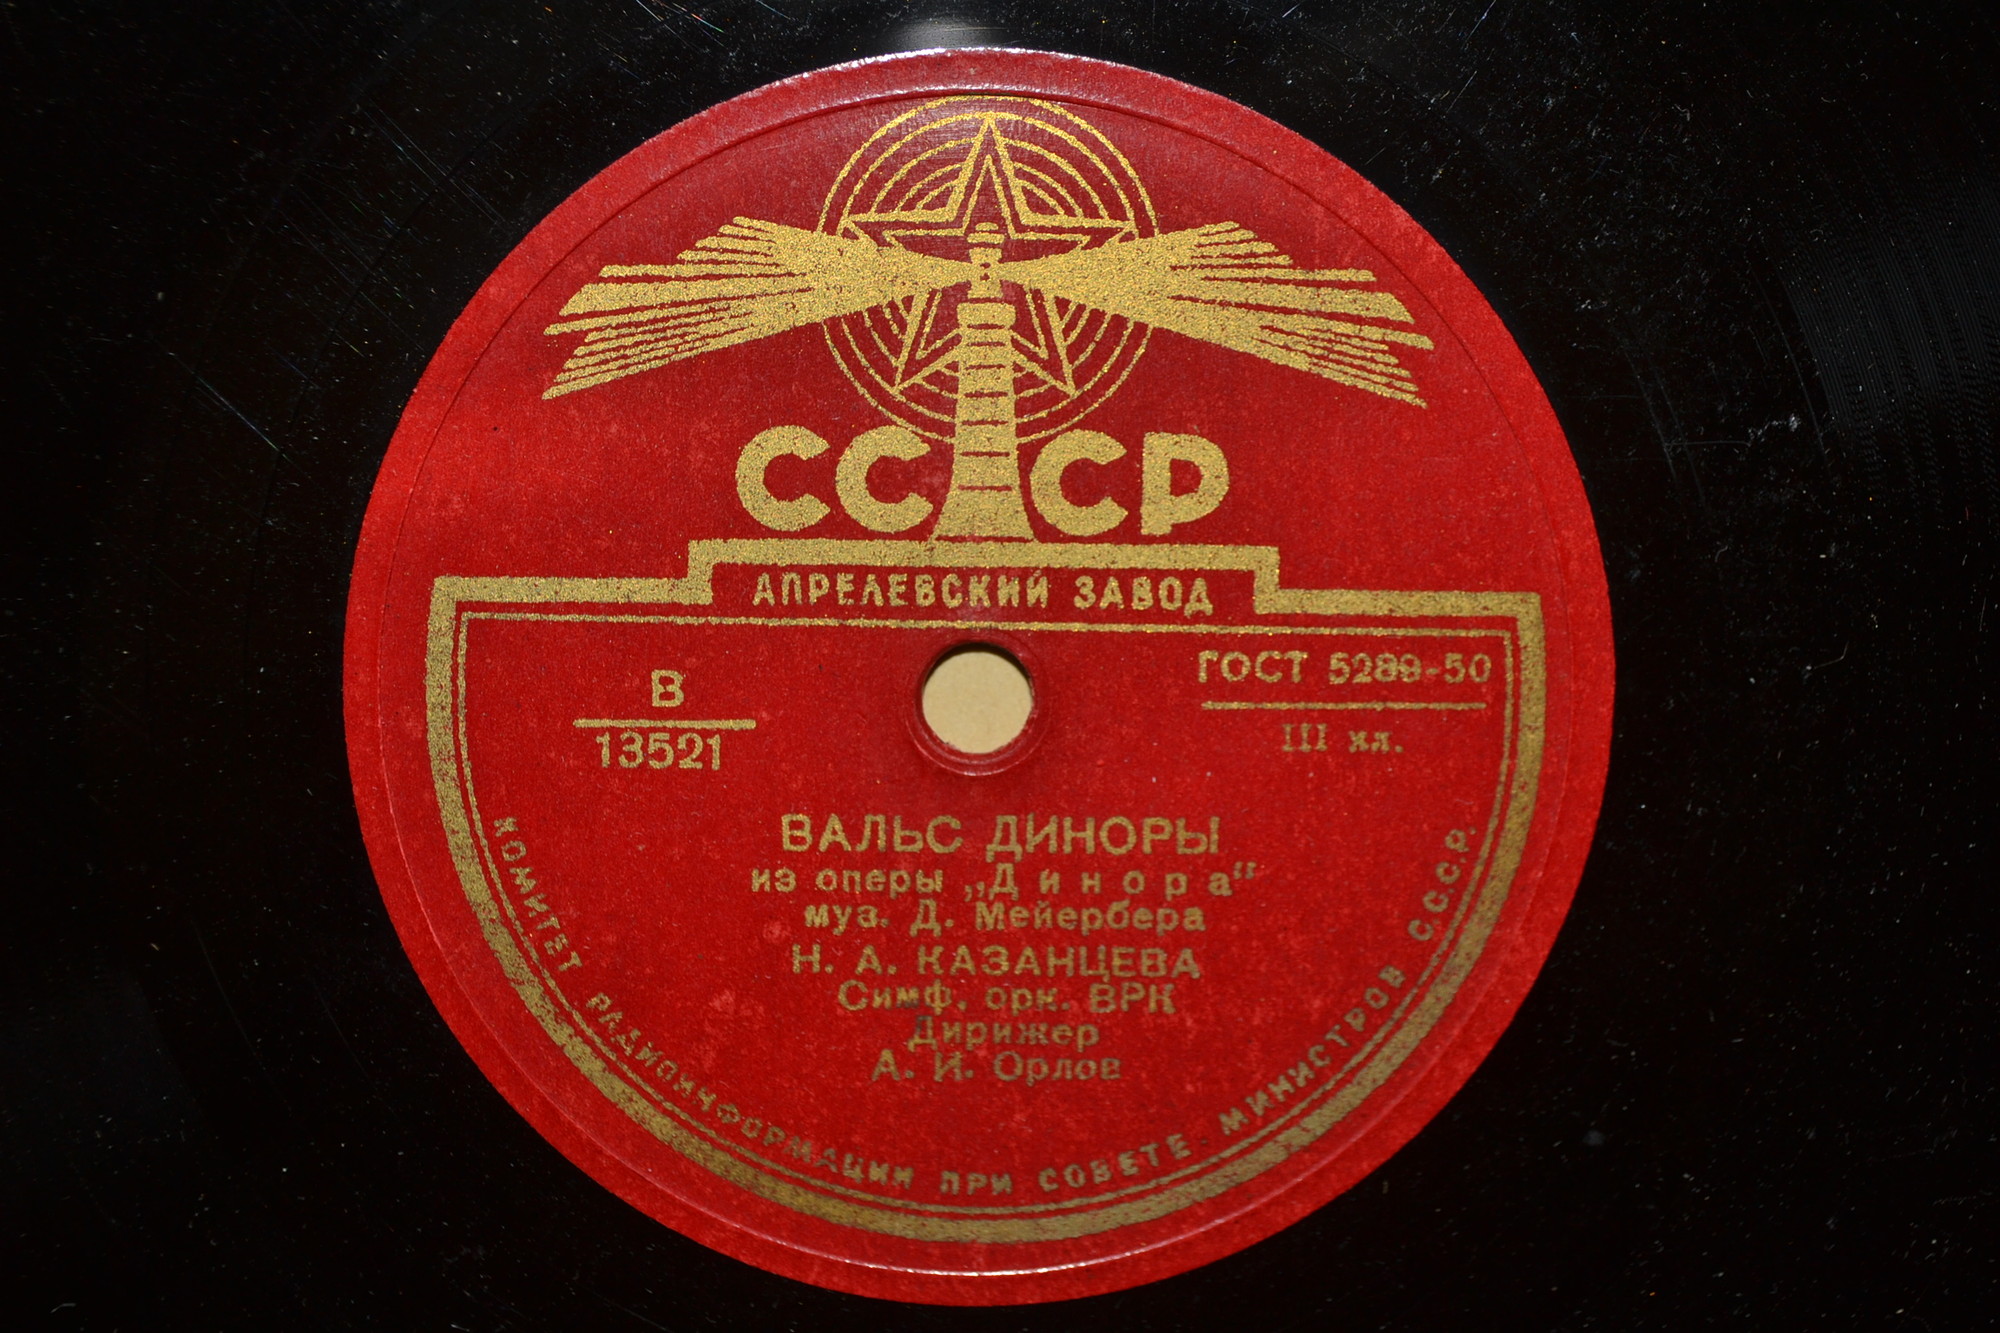 СССР
АПРЕЛЕВСКИЙ ЗАВОД
В
13521
ГОСТ 5289-50
III кл.
ВАЛЬС ДИНОРЫ
из оперы „Динора“
муз. Д. Мейербера
Н. А. КАЗАНЦЕВА
Симф. орк. ВРК
Дирижер
А. И. Орлов
КОМИТЕТ РАДИОИНФОРМАЦИИ ПРИ СОВЕТЕ МИНИСТРОВ С.С.С.Р.